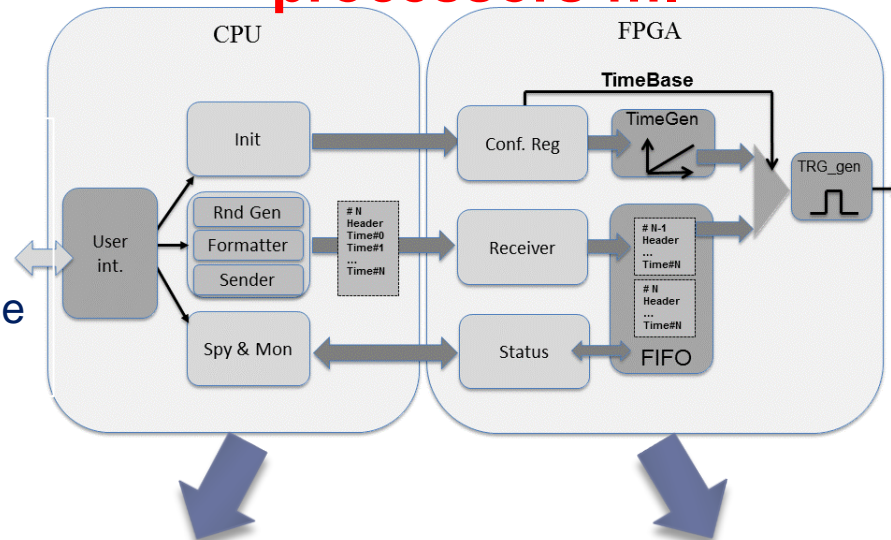 processors ....
CPU
FPGA
TimeBase
Init
Conf. Reg
TimeGen
TRG_gen
User
int.
Rnd Gen
Formatter
Sender
# N
Header
Time#0
Time#1
...
Time#N
Receiver
# N-1
Header
...
Time#N
# N
Header
...
Time#N
FIFO
Spy & Mon
Status
e